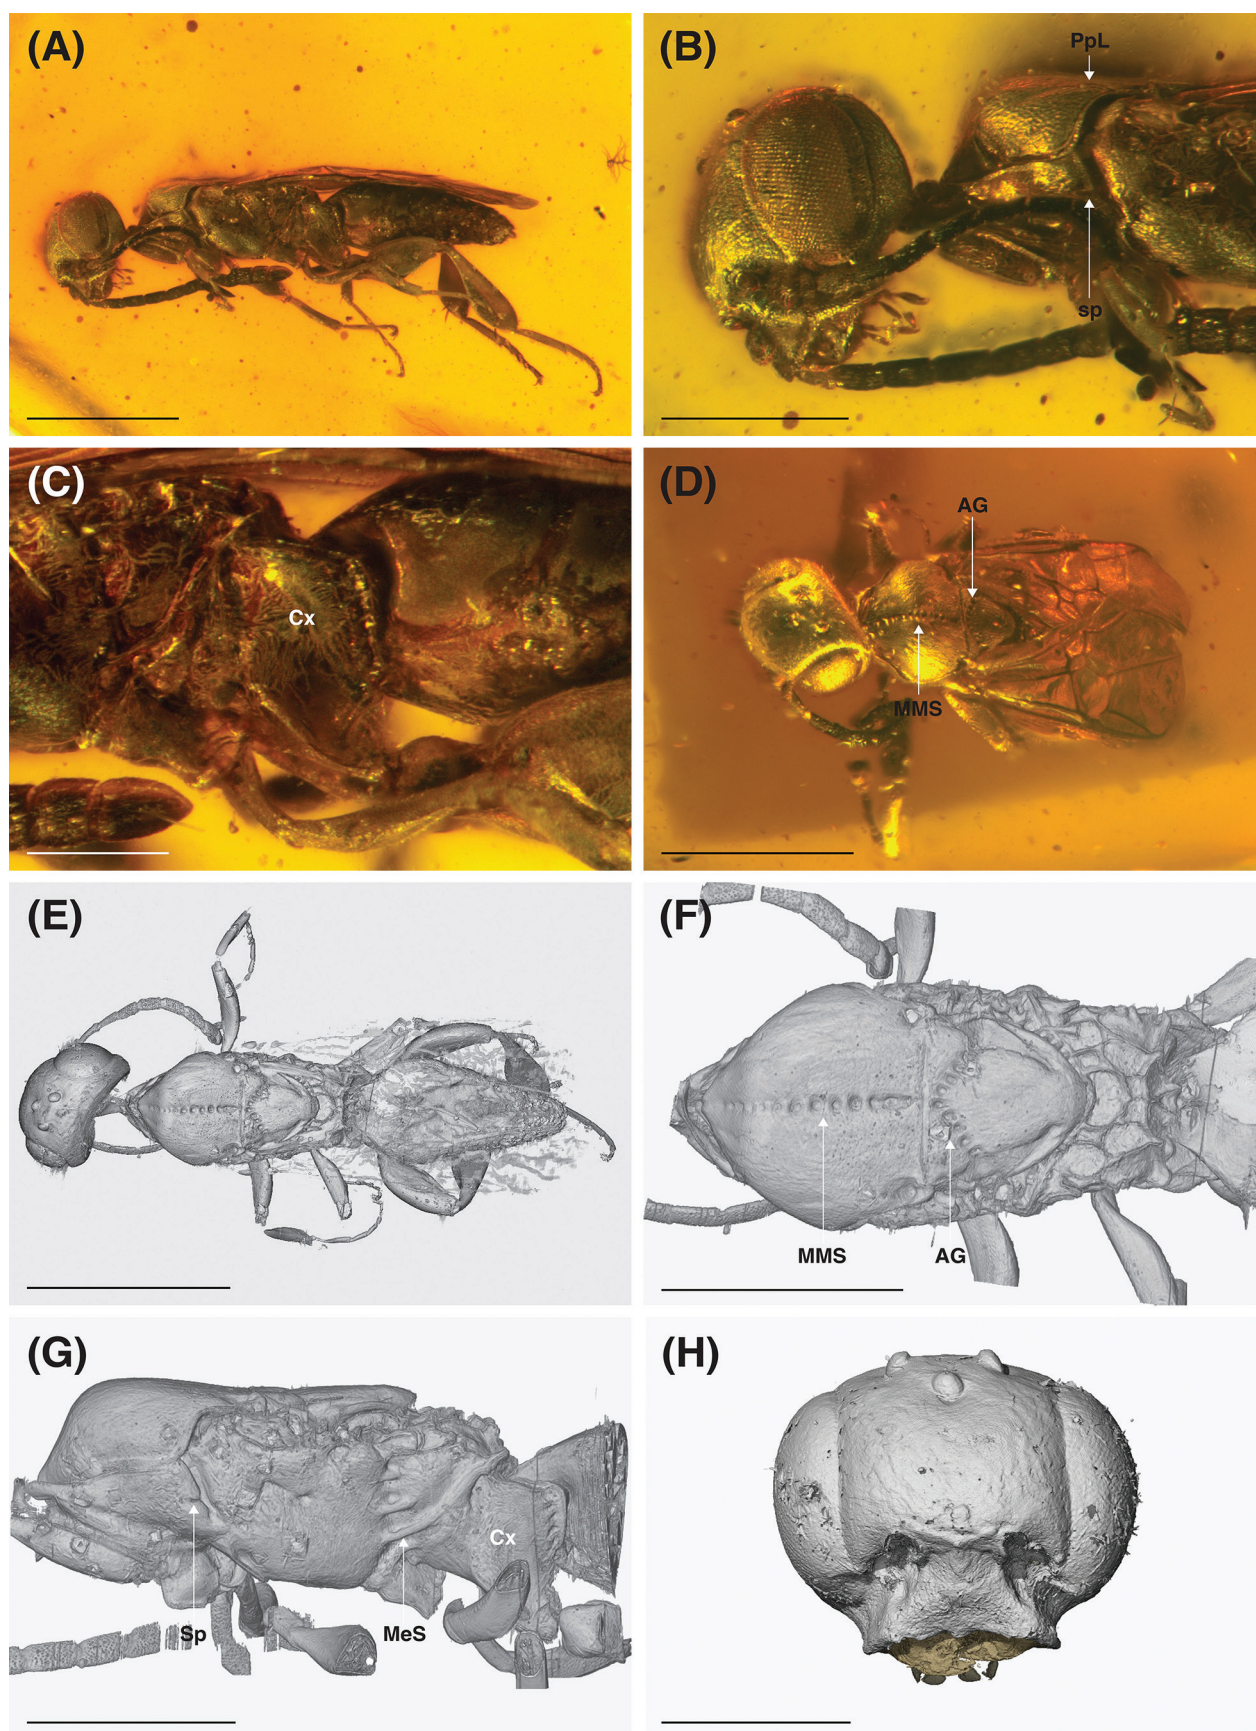 (A)
(B)
PpL
sp
(C)
Cx
(D)
AG
MMS
(E)
(F)
MMS
AG
(G)
Cx
Sp
MeS
(H)